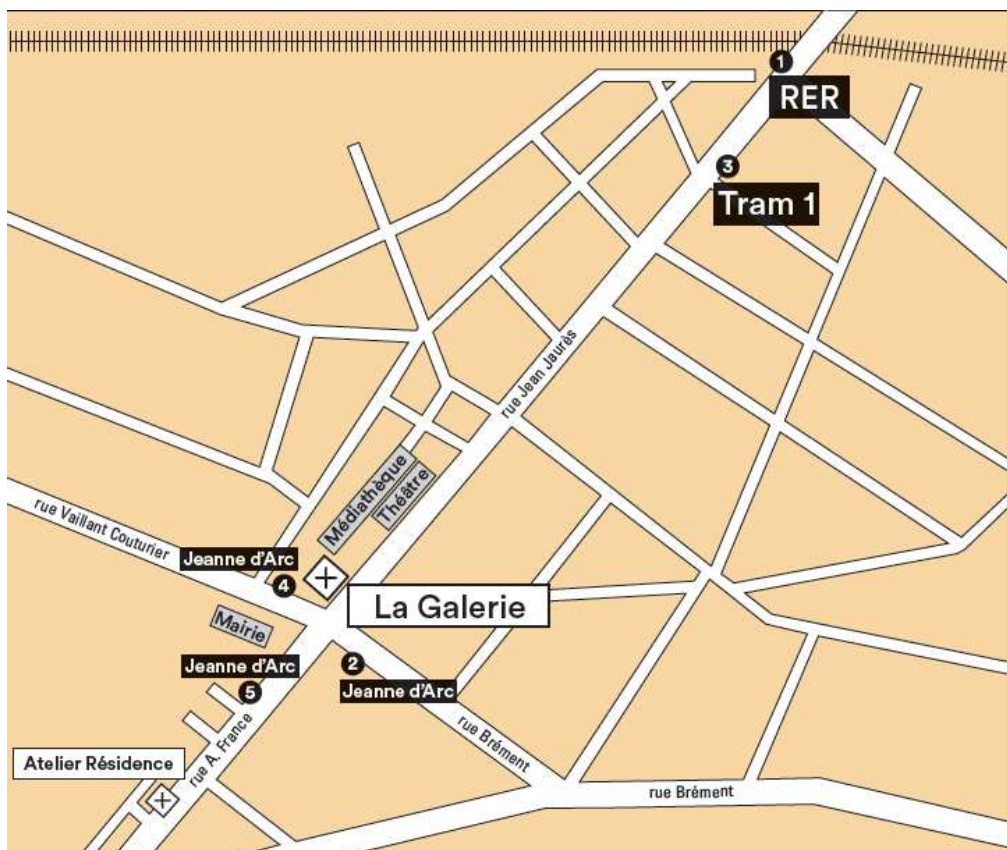 1
RER
3
Tram 1
rue Jean Jaurès
Médiathèque
Théâtre
rue Vaillant Couturier
Jeanne d'Arc
4
La Galerie
Mairie
Jeanne d'Arc
5
2
Jeanne d'Arc
rue A. France
rue Brément
rue Brément
Atelier Résidence